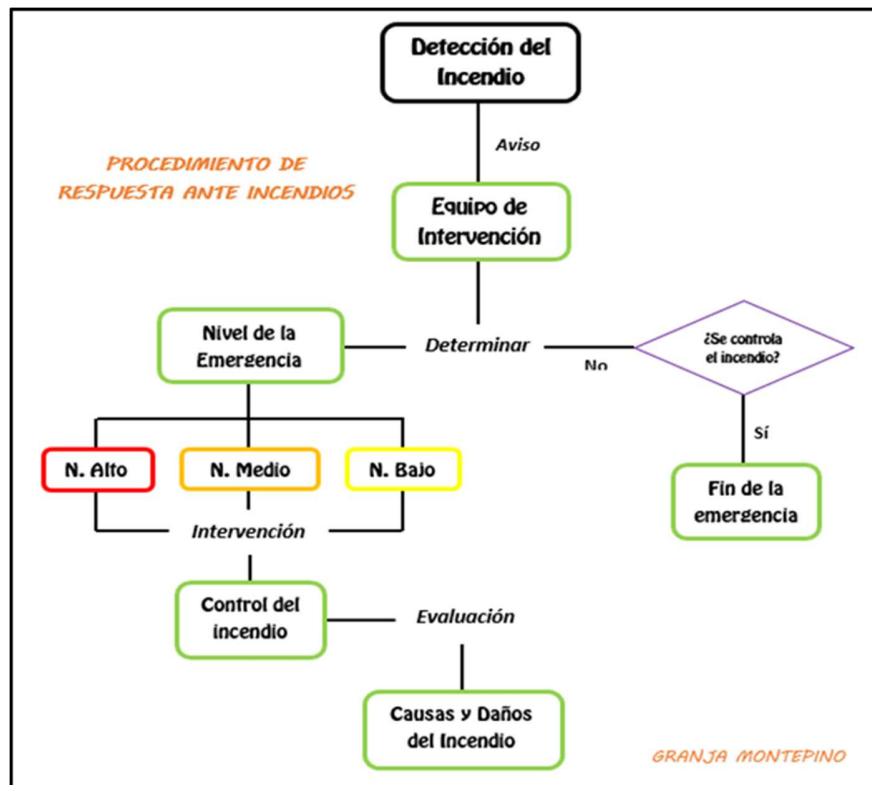 Detección del
Incendio
Aviso
PROCEDIMIENTO DE
RESPUESTA ANTE INCENDIOS
Equipo de
Intervención
Nivel de la
Emergencia
Determinar
No
¿Se controla
el incendio?
Sí
N. Alto
N. Medio
N. Bajo
Fin de la
emergencia
Intervención
Control del
incendio
Evaluación
Causas y Daños
del Incendio
GRANJA MONTEPINO